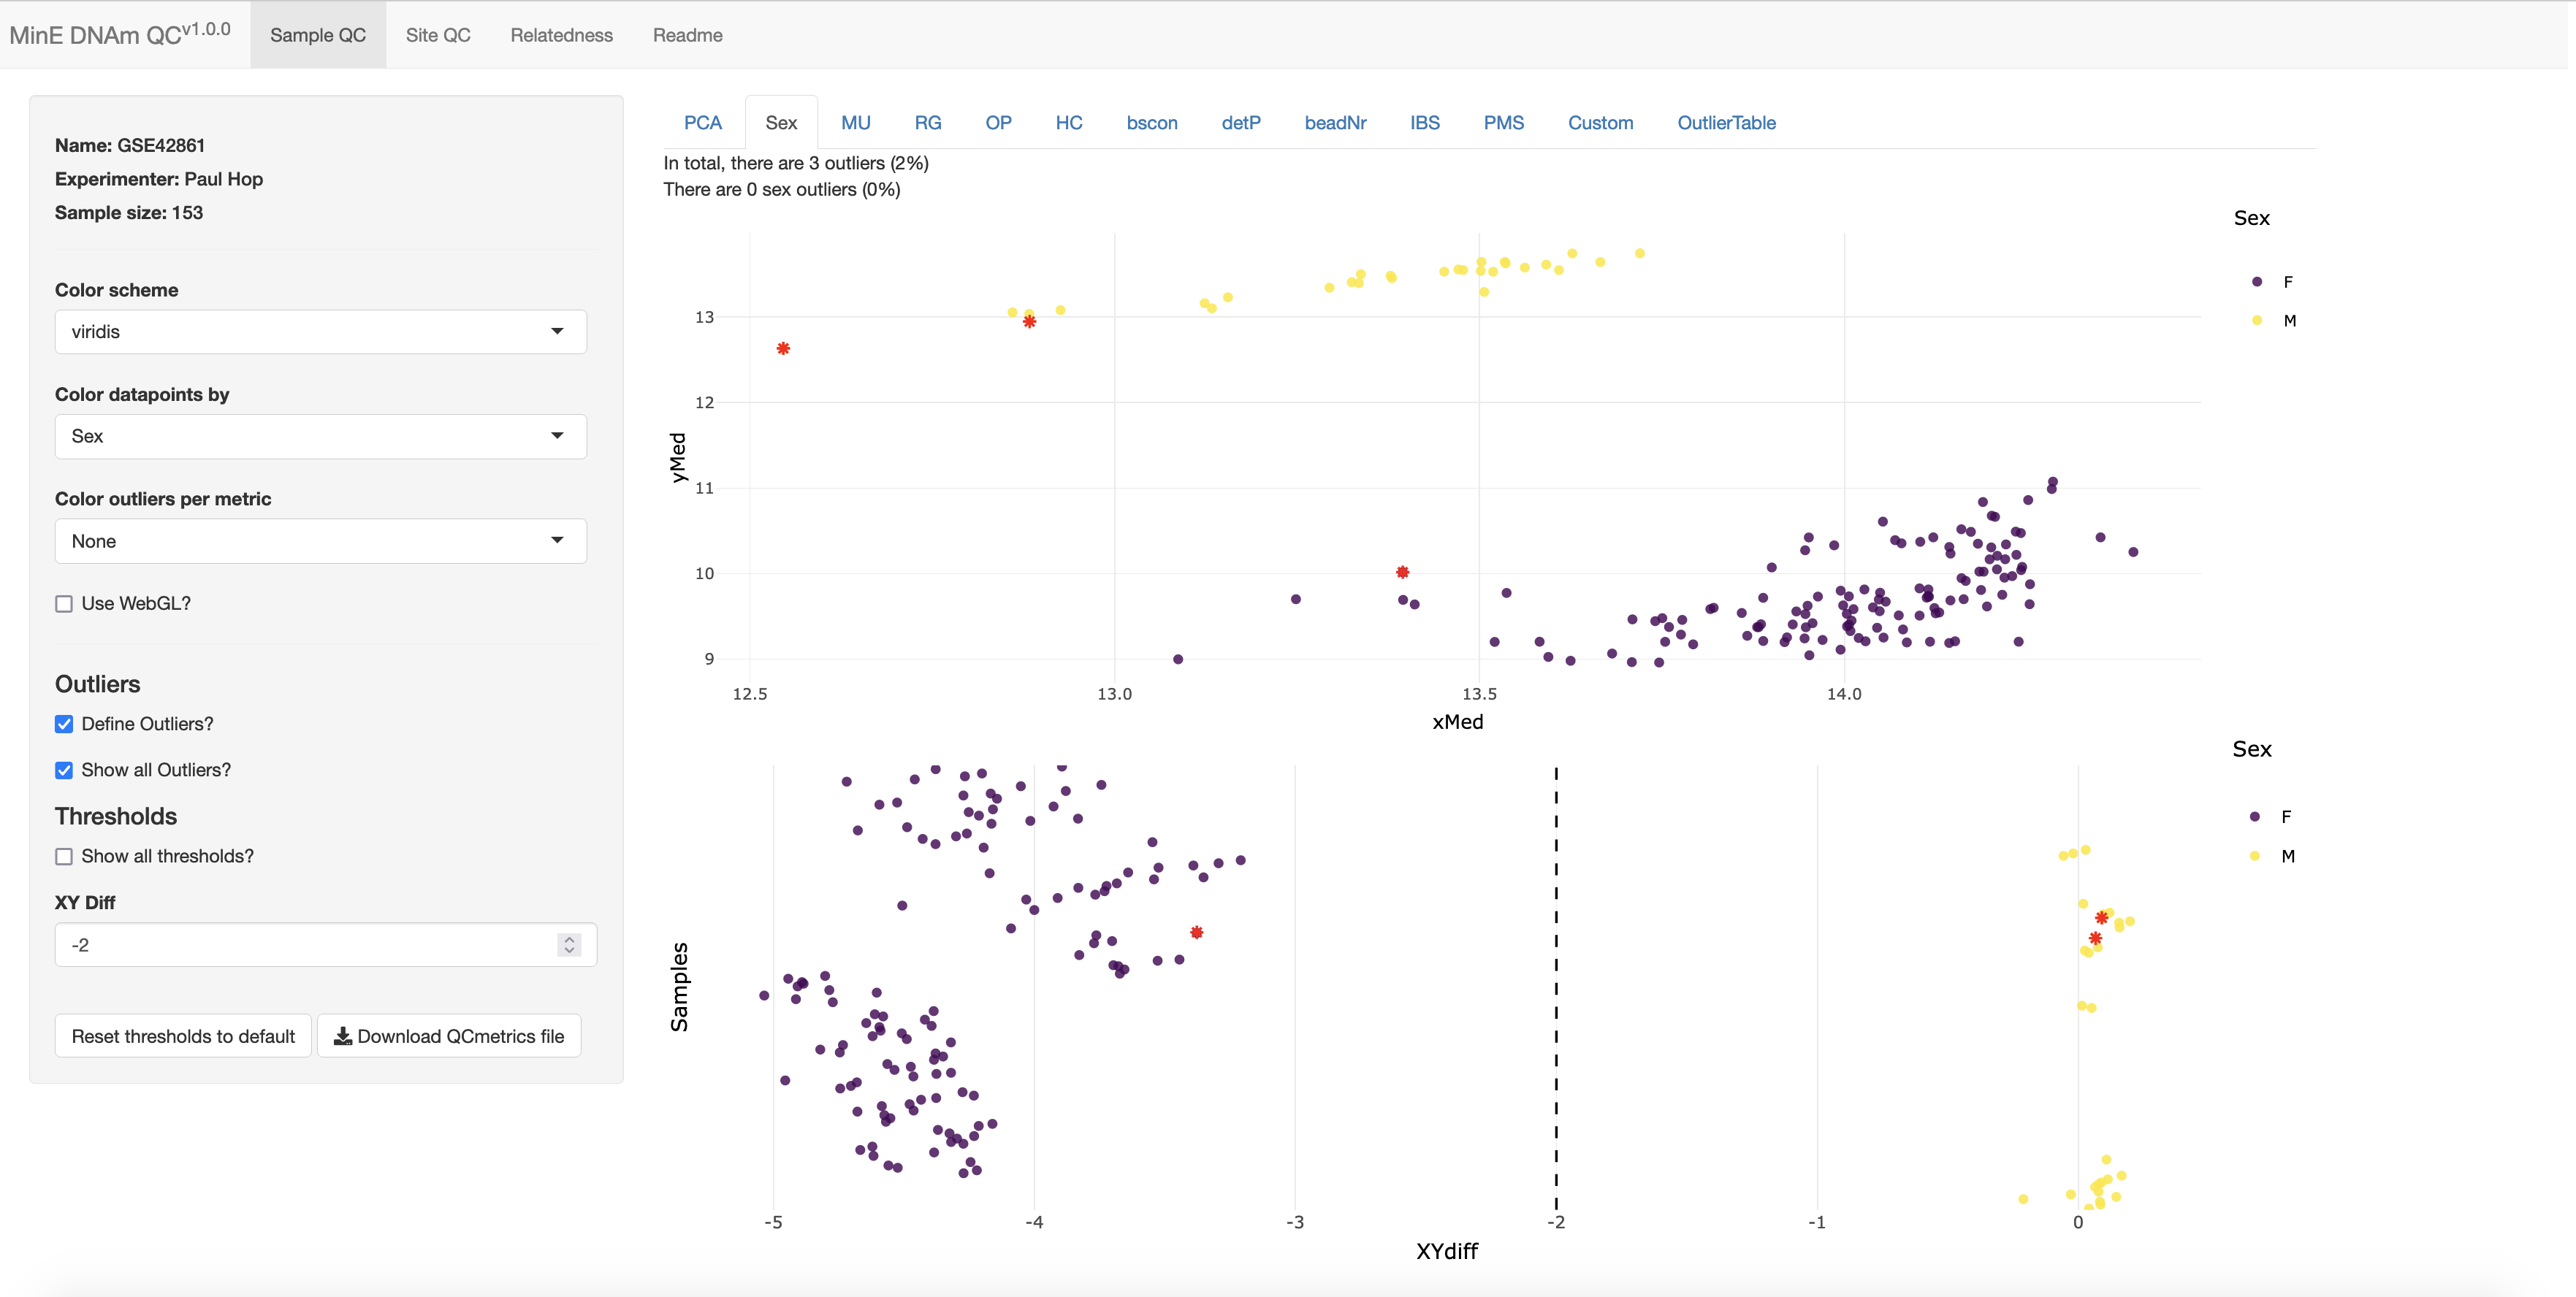 MinE DNAm QC v1.0.0 Sample QC Site QC Relatedness Readme
Name: GSE42861
Experimenter: Paul Hop
Sample size: 153
Color scheme
viridis
Color datapoints by
Sex
Color outliers per metric
None
Use WebGL?
Outliers
Define Outliers?
Show all Outliers?
Thresholds
Show all thresholds?
XY Diff
-2
Reset thresholds to default Download QCmetrics file
PCA Sex MU RG OP HC bscon detP beadNr IBS PMS Custom OutlierTable
In total, there are 3 outliers (2%)
There are 0 sex outliers (0%)
Sex
F
M
13
12
11
10
9
yMed
12.5 13.0 13.5 14.0
xMed
Sex
F
M
Samples
-5 -4 -3 -2 -1 0
XYdiff